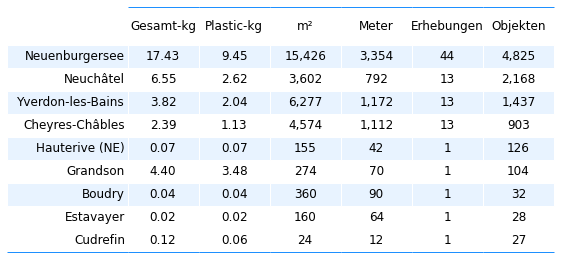 Gesamt-kg Plastic-kg m² Meter Erhebungen Objekten
Neuenburgersee 17.43 9.45 15,426 3,354 44 4,825
Neuchâtel 6.55 2.62 3,602 792 13 2,168
Yverdon-les-Bains 3.82 2.04 6,277 1,172 13 1,437
Cheyres-Châbles 2.39 1.13 4,574 1,112 13 903
Hauterive (NE) 0.07 0.07 155 42 1 126
Grandson 4.40 3.48 274 70 1 104
Boudry 0.04 0.04 360 90 1 32
Estavayer 0.02 0.02 160 64 1 28
Cudrefin 0.12 0.06 24 12 1 27